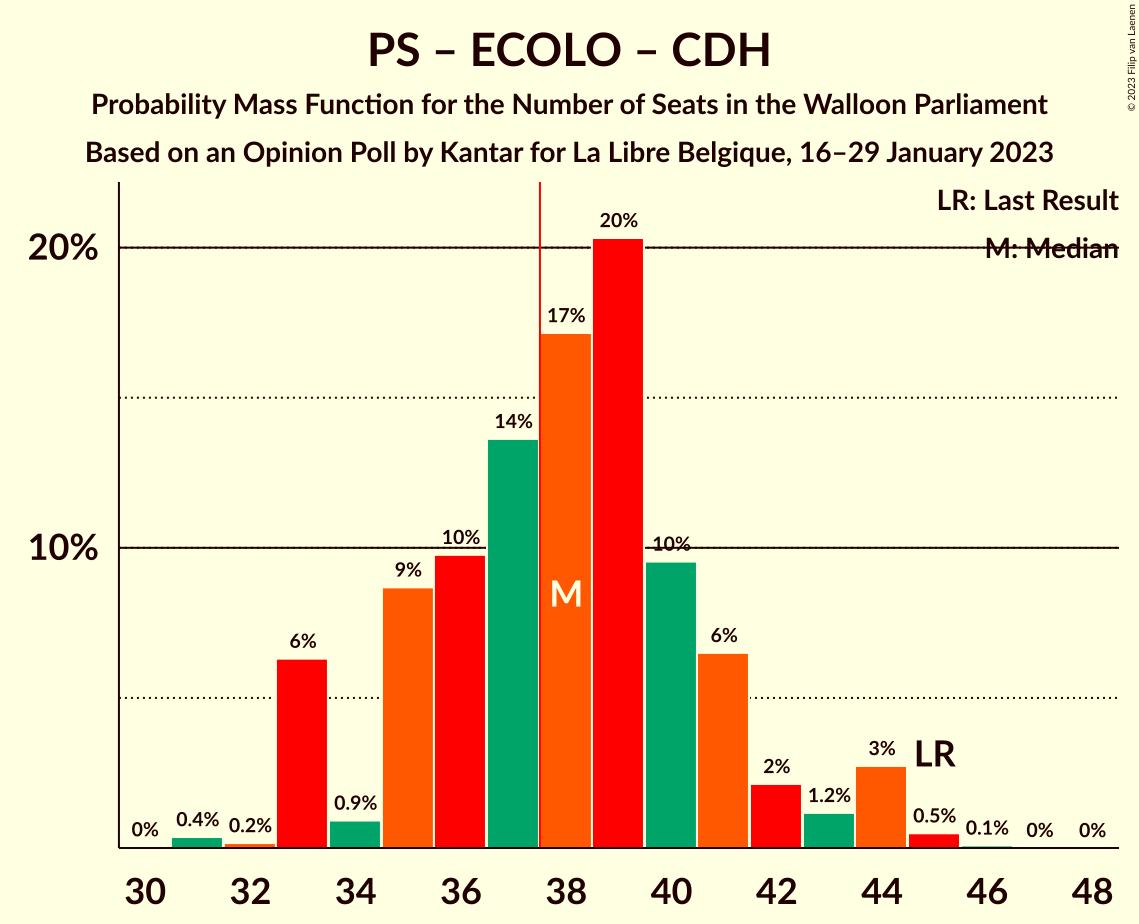 PS – ECOLO – CDH
Probability Mass Function for the Number of Seats in the Walloon Parliament
Based on an Opinion Poll by Kantar for La Libre Belgique, 16–29 January 2023
© 2023 Filip van Laenen
LR: Last Result
M: Median
20%
10%
0%
0.4%
0.2%
6%
0.9%
9%
10%
14%
17%
20%
10%
6%
2%
1.2%
3%
0.5%
0.1%
0%
0%
M
LR
30 32 34 36 38 40 42 44 46 48